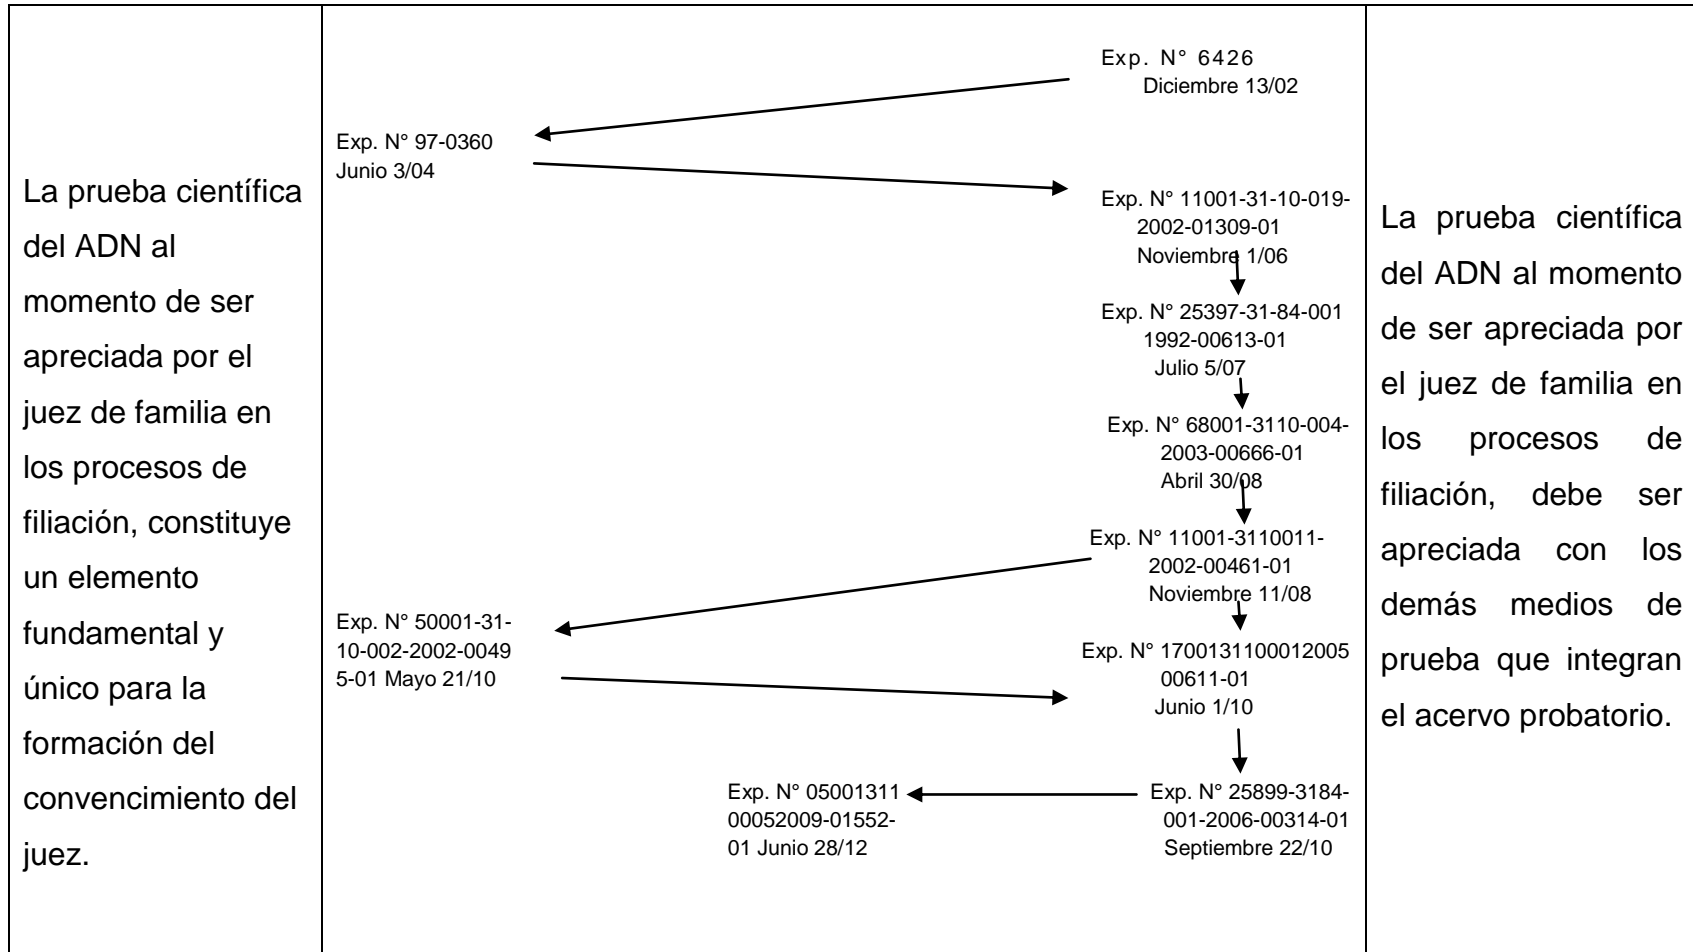 La prueba científica
del ADN al
momento de ser
apreciada por el
juez de familia en
los procesos de
filiación, constituye
un elemento
fundamental y
único para la
formación del
convencimiento del
juez.
Exp. N° 6426
Diciembre 13/02
Exp. N° 97-0360
Junio 3/04
Exp. N° 11001-31-10-019-
2002-01309-01
Noviembre 1/06
Exp. N° 25397-31-84-001
1992-00613-01
Julio 5/07
Exp. N° 68001-3110-004-
2003-00666-01
Abril 30/08
Exp. N° 11001-3110011-
2002-00461-01
Noviembre 11/08
Exp. N° 50001-31-
10-002-2002-0049
5-01 Mayo 21/10
Exp. N° 1700131100012005
00611-01
Junio 1/10
Exp. N° 05001311
00052009-01552-
01 Junio 28/12
Exp. N° 25899-3184-
001-2006-00314-01
Septiembre 22/10
La prueba científica
del ADN al momento
de ser apreciada por
el juez de familia en
los procesos de
filiación, debe ser
apreciada con los
demás medios de
prueba que integran
el acervo probatorio.